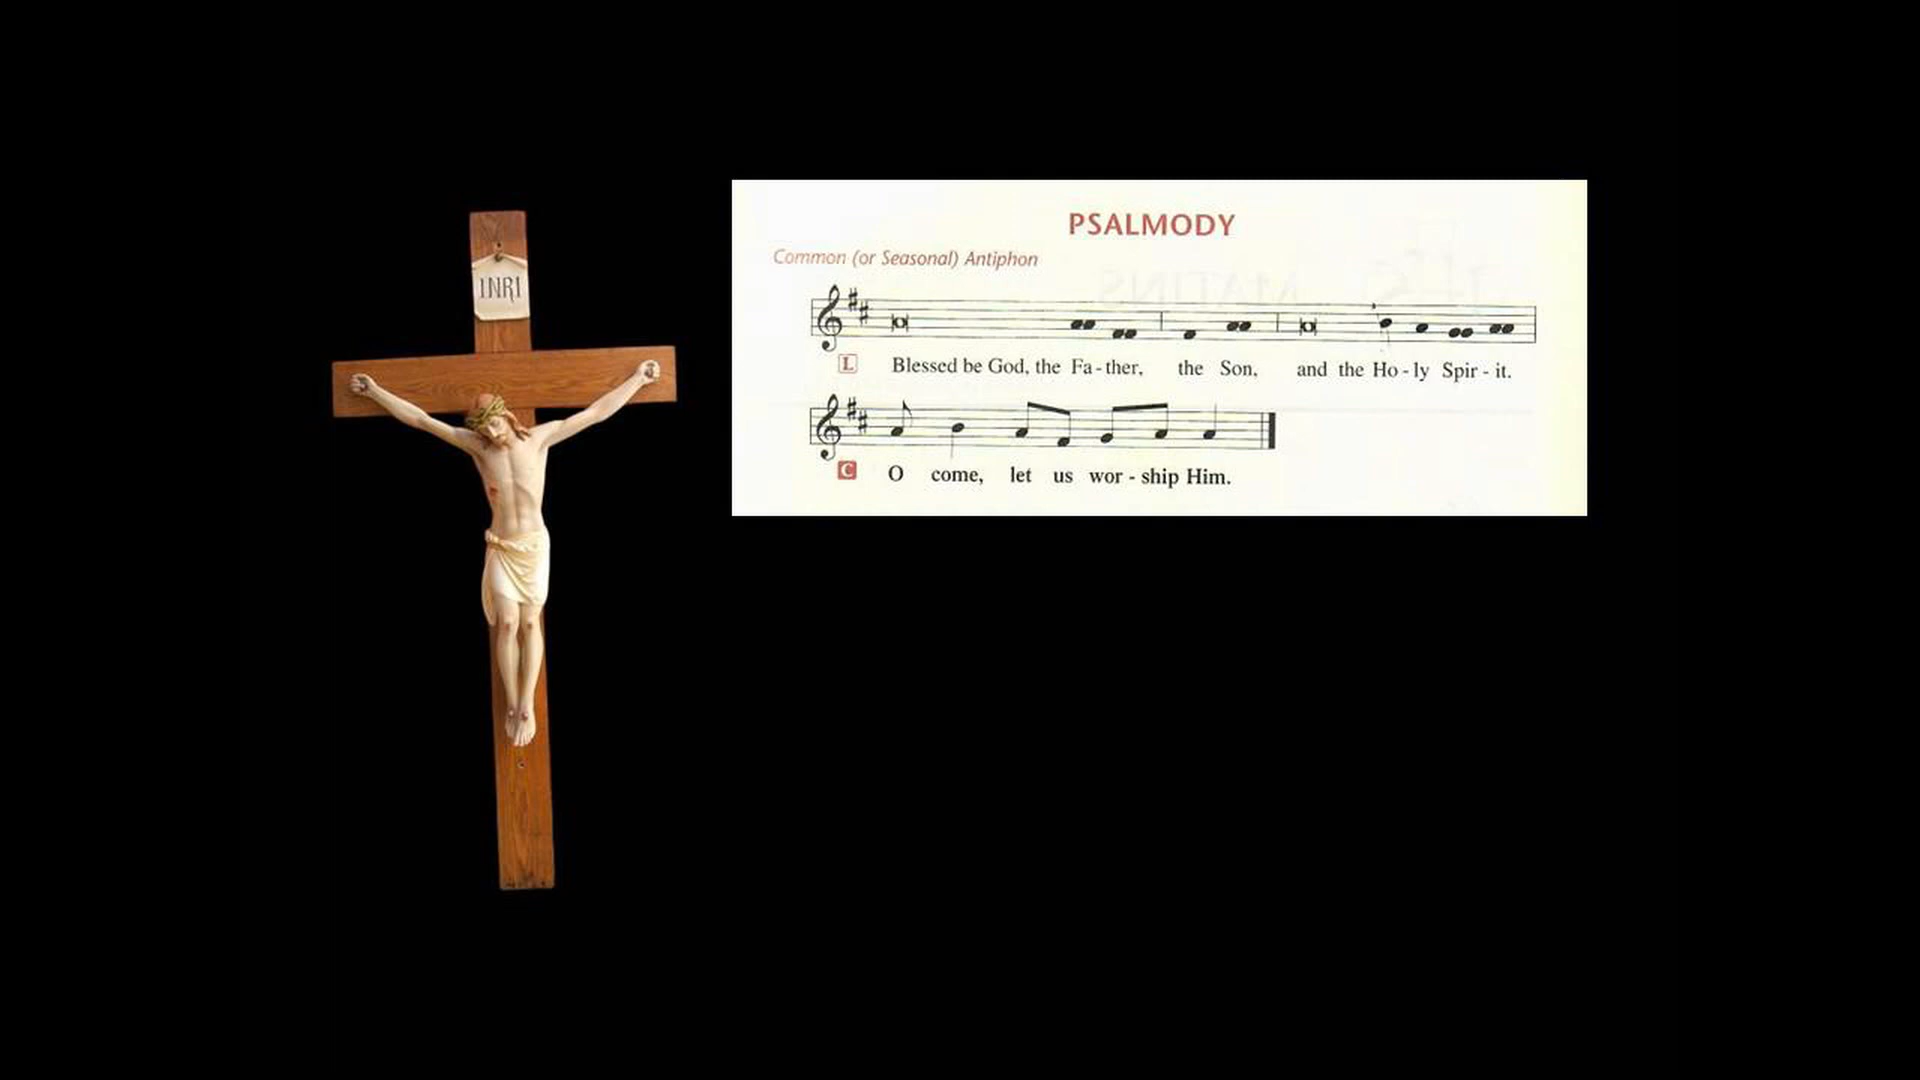 INRI
PSALMODY
Common (or Seasonal) Antiphon
L Blessed be God, the Fa - ther, the Son, and the Ho - ly Spir - it.
C O come, let us wor - ship Him.